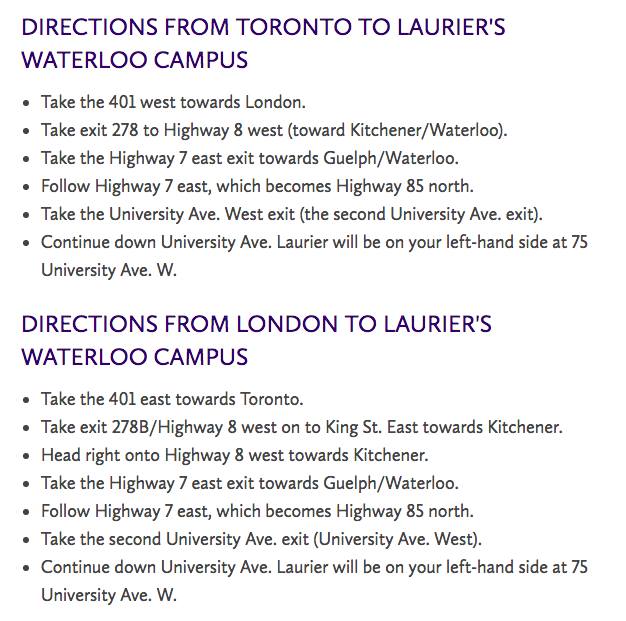 DIRECTIONS FROM TORONTO TO LAURIER'S
WATERLOO CAMPUS
• Take the 401 west towards London.
• Take exit 278 to Highway 8 west (toward Kitchener/Waterloo).
• Take the Highway 7 east exit towards Guelph/Waterloo.
• Follow Highway 7 east, which becomes Highway 85 north.
• Take the University Ave. West exit (the second University Ave. exit).
• Continue down University Ave. Laurier will be on your left-hand side at 75
University Ave. W.
DIRECTIONS FROM LONDON TO LAURIER'S
WATERLOO CAMPUS
• Take the 401 east towards Toronto.
• Take exit 278B/Highway 8 west on to King St. East towards Kitchener.
• Head right onto Highway 8 west towards Kitchener.
• Take the Highway 7 east exit towards Guelph/Waterloo.
• Follow Highway 7 east, which becomes Highway 85 north.
• Take the second University Ave. exit (University Ave. West).
• Continue down University Ave. Laurier will be on your left-hand side at 75
University Ave. W.